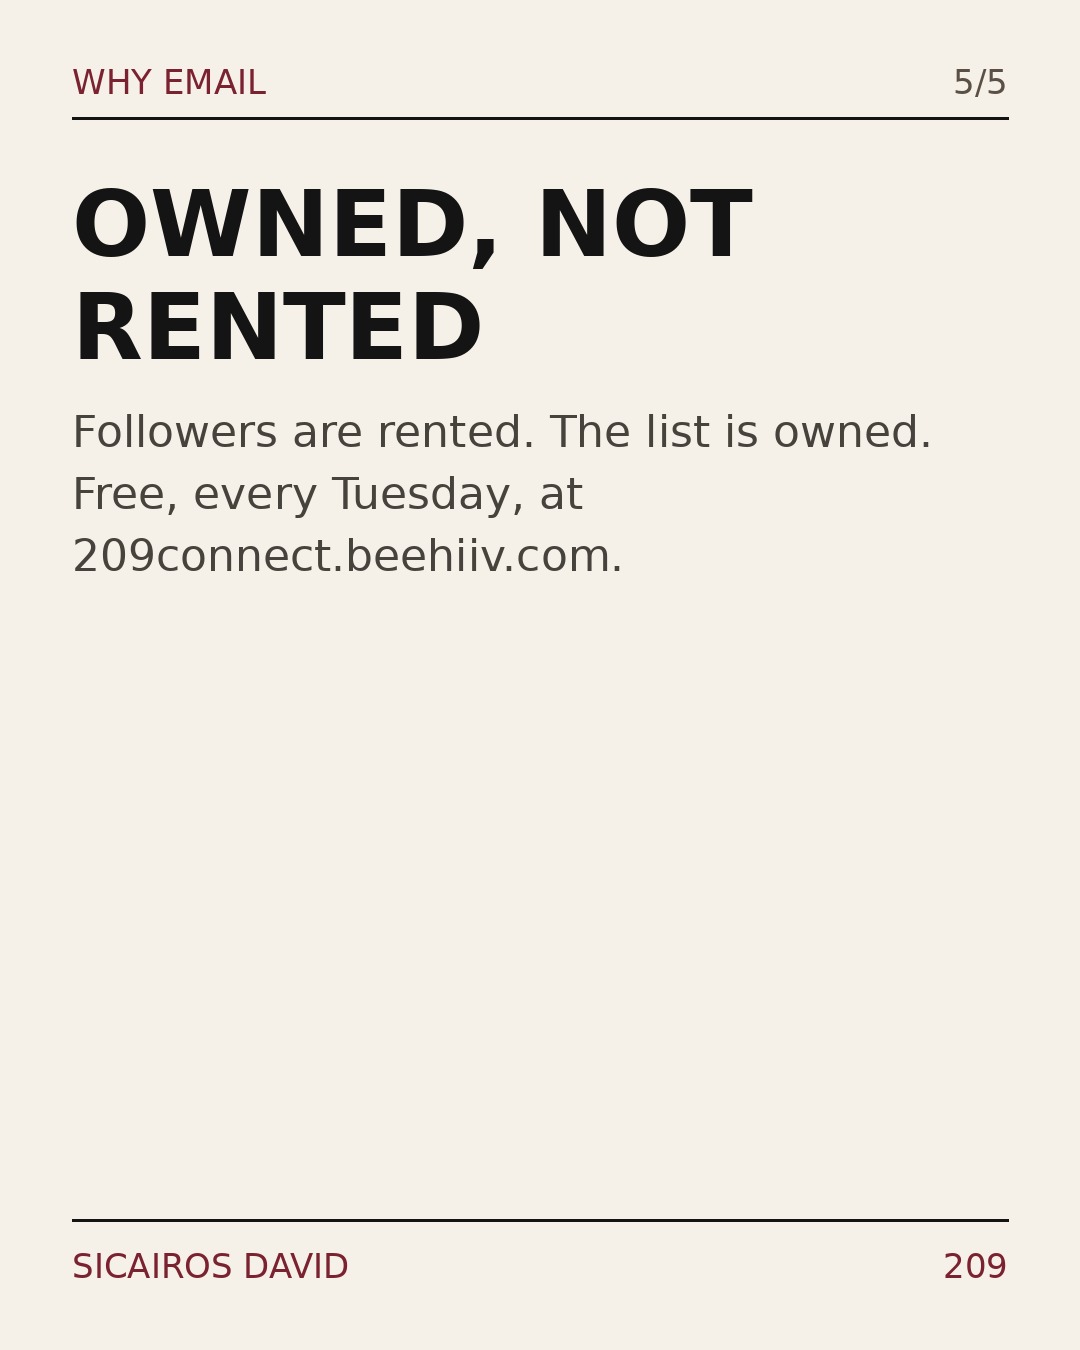 WHY EMAIL
5/5
OWNED, NOT
RENTED
Followers are rented. The list is owned.
Free, every Tuesday, at
209connect.beehiiv.com.
SICAIROS DAVID
209